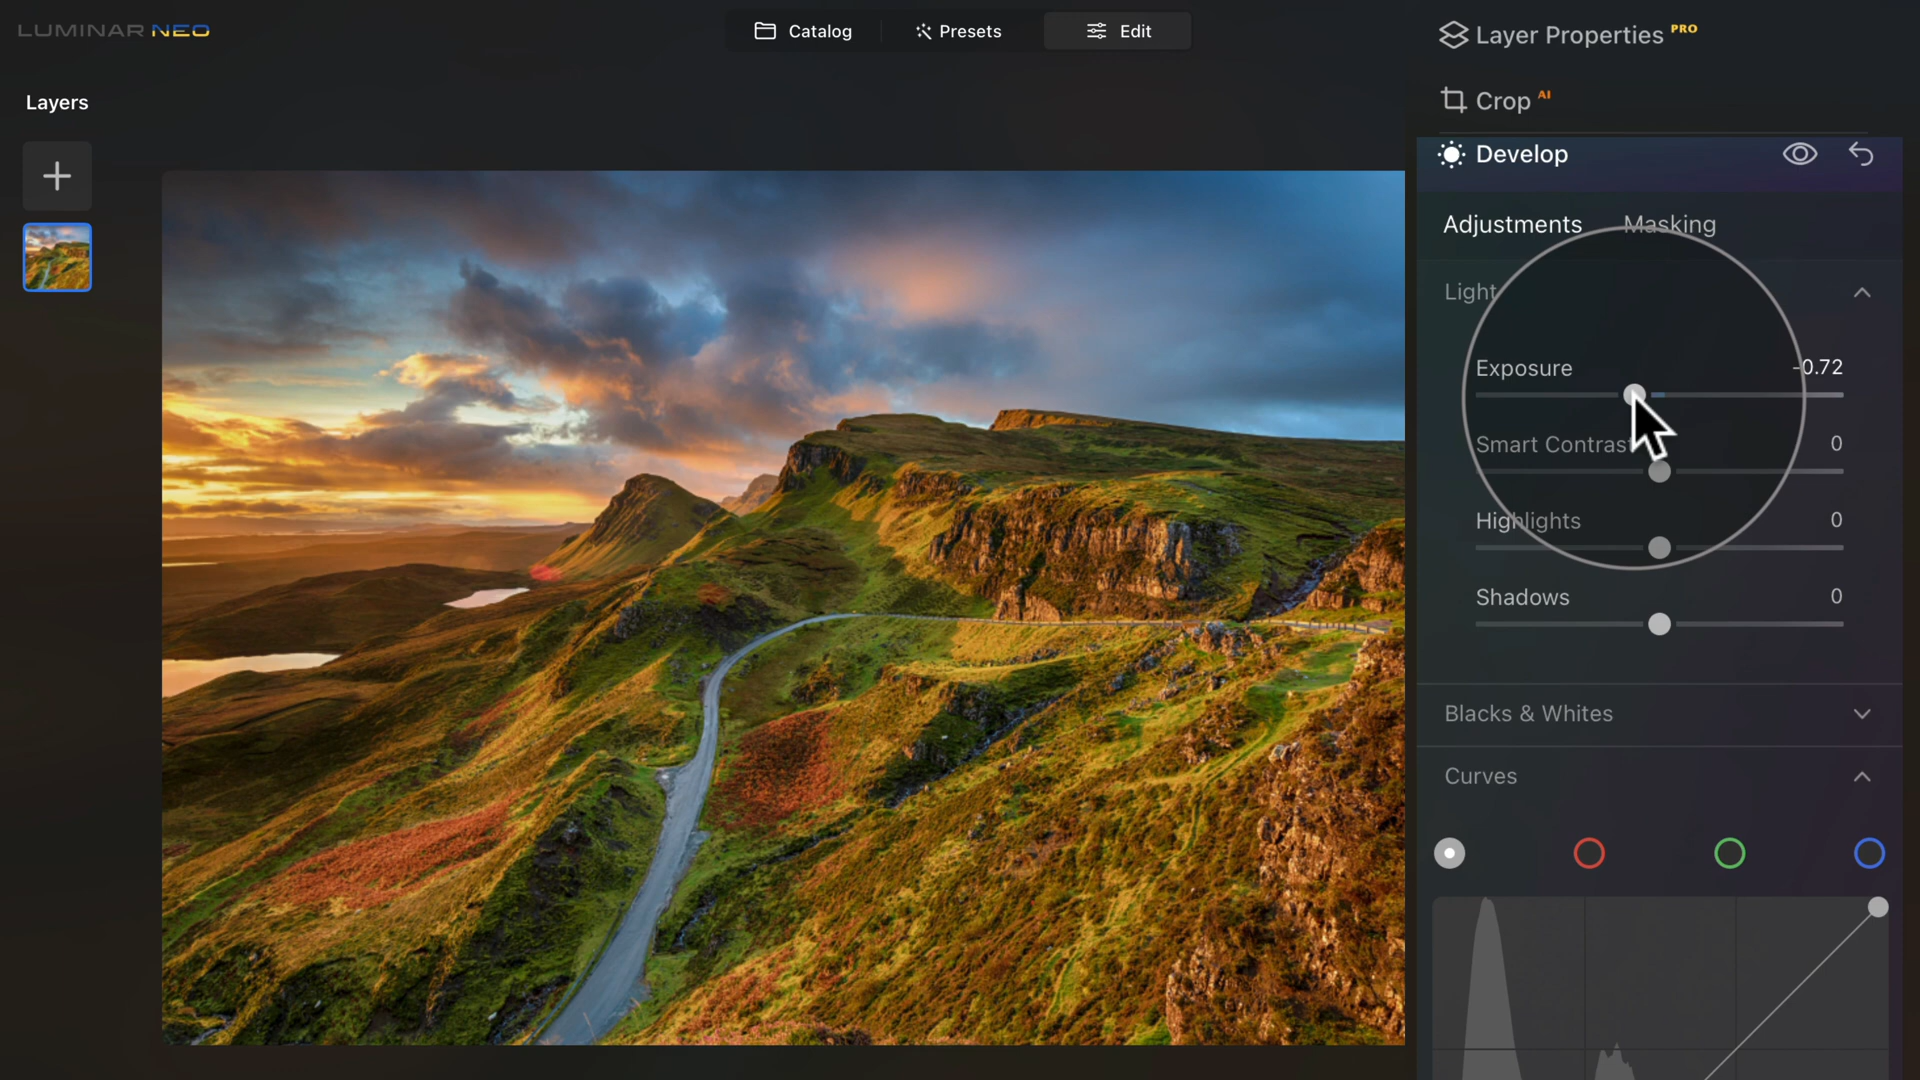 LUMINAR NEO
Catalog
Presets
Edit
Layers
Layer Properties PRO
Crop AI
Develop
Adjustments
Masking
Light
Exposure
-0.72
Smart Contrast
0
Highlights
0
Shadows
0
Blacks & Whites
Curves